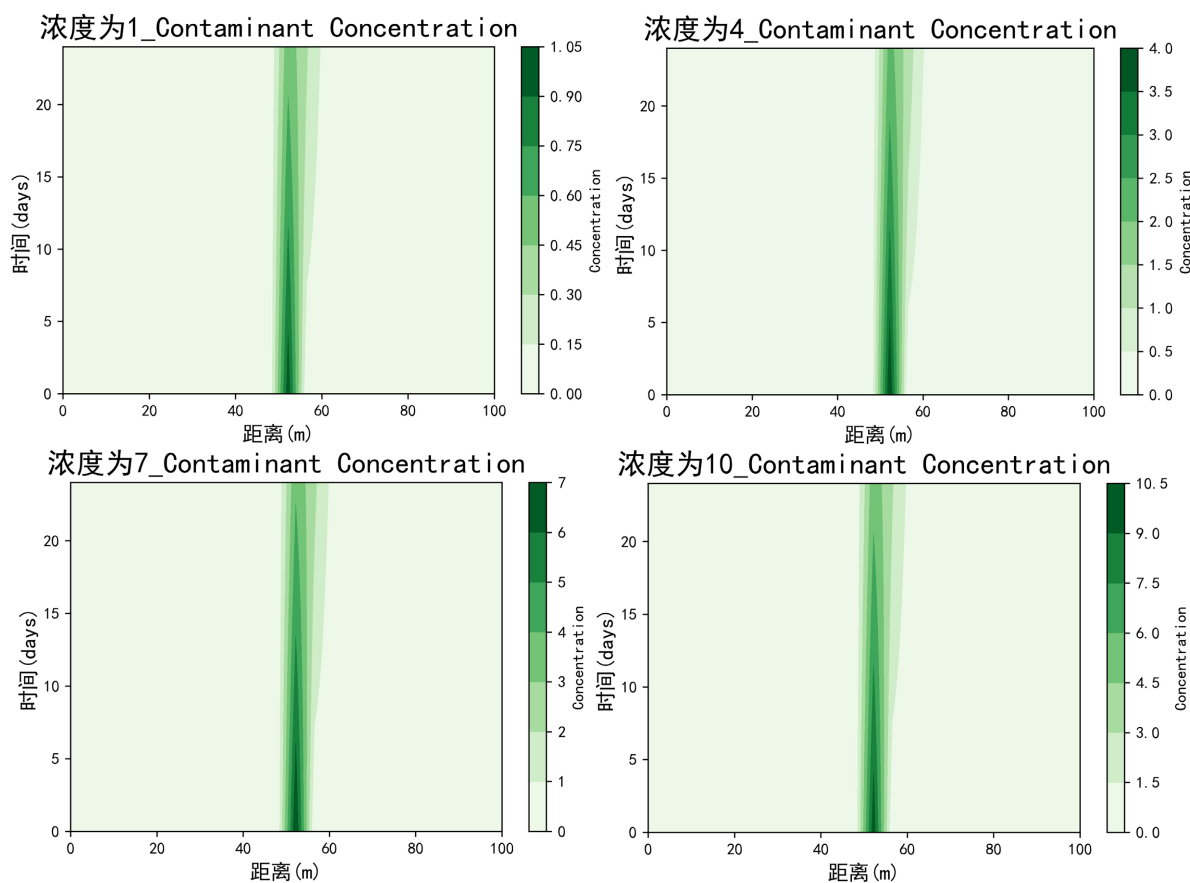 浓度为1_Contaminant Concentration
时间(days)
20
15
10
5
0
0 20 40 60 80 100
距离(m)
1.05
0.90
0.75
0.60
0.45
0.30
0.15
0.00
Concentration
浓度为4_Contaminant Concentration
时间(days)
20
15
10
5
0
0 20 40 60 80 100
距离(m)
4.0
3.5
3.0
2.5
2.0
1.5
1.0
0.5
0.0
Concentration
浓度为7_Contaminant Concentration
时间(days)
20
15
10
5
0
0 20 40 60 80 100
距离(m)
7
6
5
4
3
2
1
0
Concentration
浓度为10_Contaminant Concentration
时间(days)
20
15
10
5
0
0 20 40 60 80 100
距离(m)
10.5
9.0
7.5
6.0
4.5
3.0
1.5
0.0
Concentration